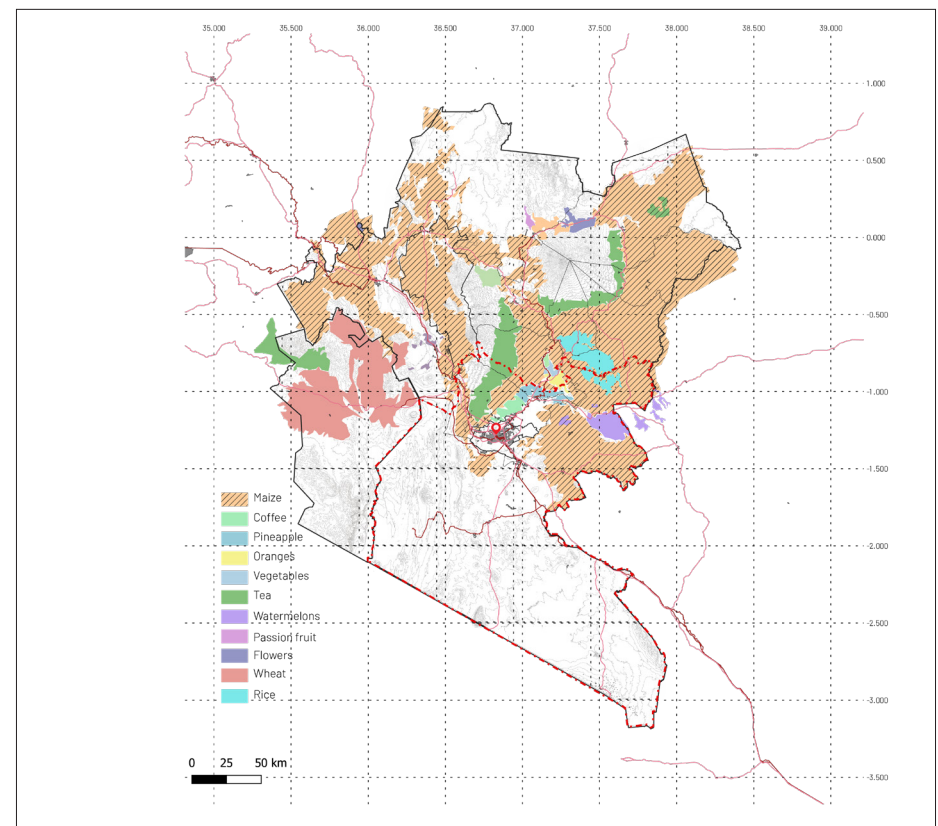 35.000 35.500 36.000 36.500 37.000 37.500 38.000 38.500 39.000
1.000
0.500
0.000
-0.500
-1.000
-1.500
Maize
Coffee
Pineapple
-2.000
Oranges
Vegetables
Tea
Watermelons
-2.500
Passion fruit
Flowers
Wheat
Rice
-3.000
0 25 50 km
-3.500